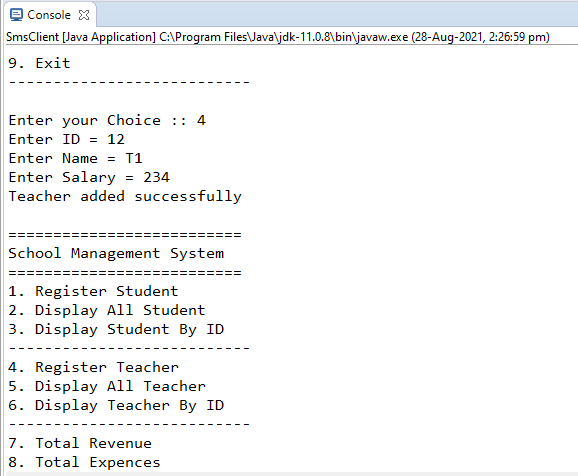 Console
SmsClient [Java Application] C:\Program Files\Java\jdk-11.0.8\bin\javaw.exe (28-Aug-2021, 2:26:59 pm)
9. Exit
---------------------------
Enter your Choice :: 4
Enter ID = 12
Enter Name = T1
Enter Salary = 234
Teacher added successfully
==========================
School Management System
==========================
1. Register Student
2. Display All Student
3. Display Student By ID
---------------------------
4. Register Teacher
5. Display All Teacher
6. Display Teacher By ID
---------------------------
7. Total Revenue
8. Total Expences